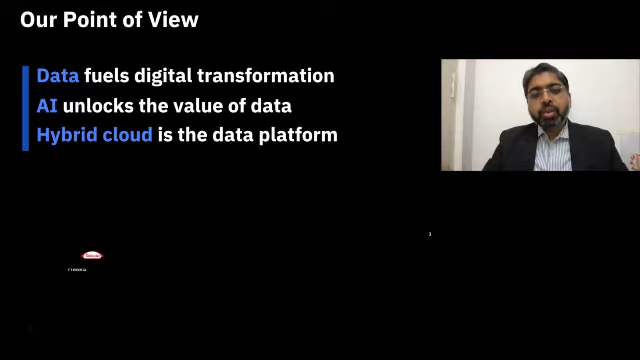 Our Point of View
Data fuels digital transformation
AI unlocks the value of data
Hybrid cloud is the data platform
3